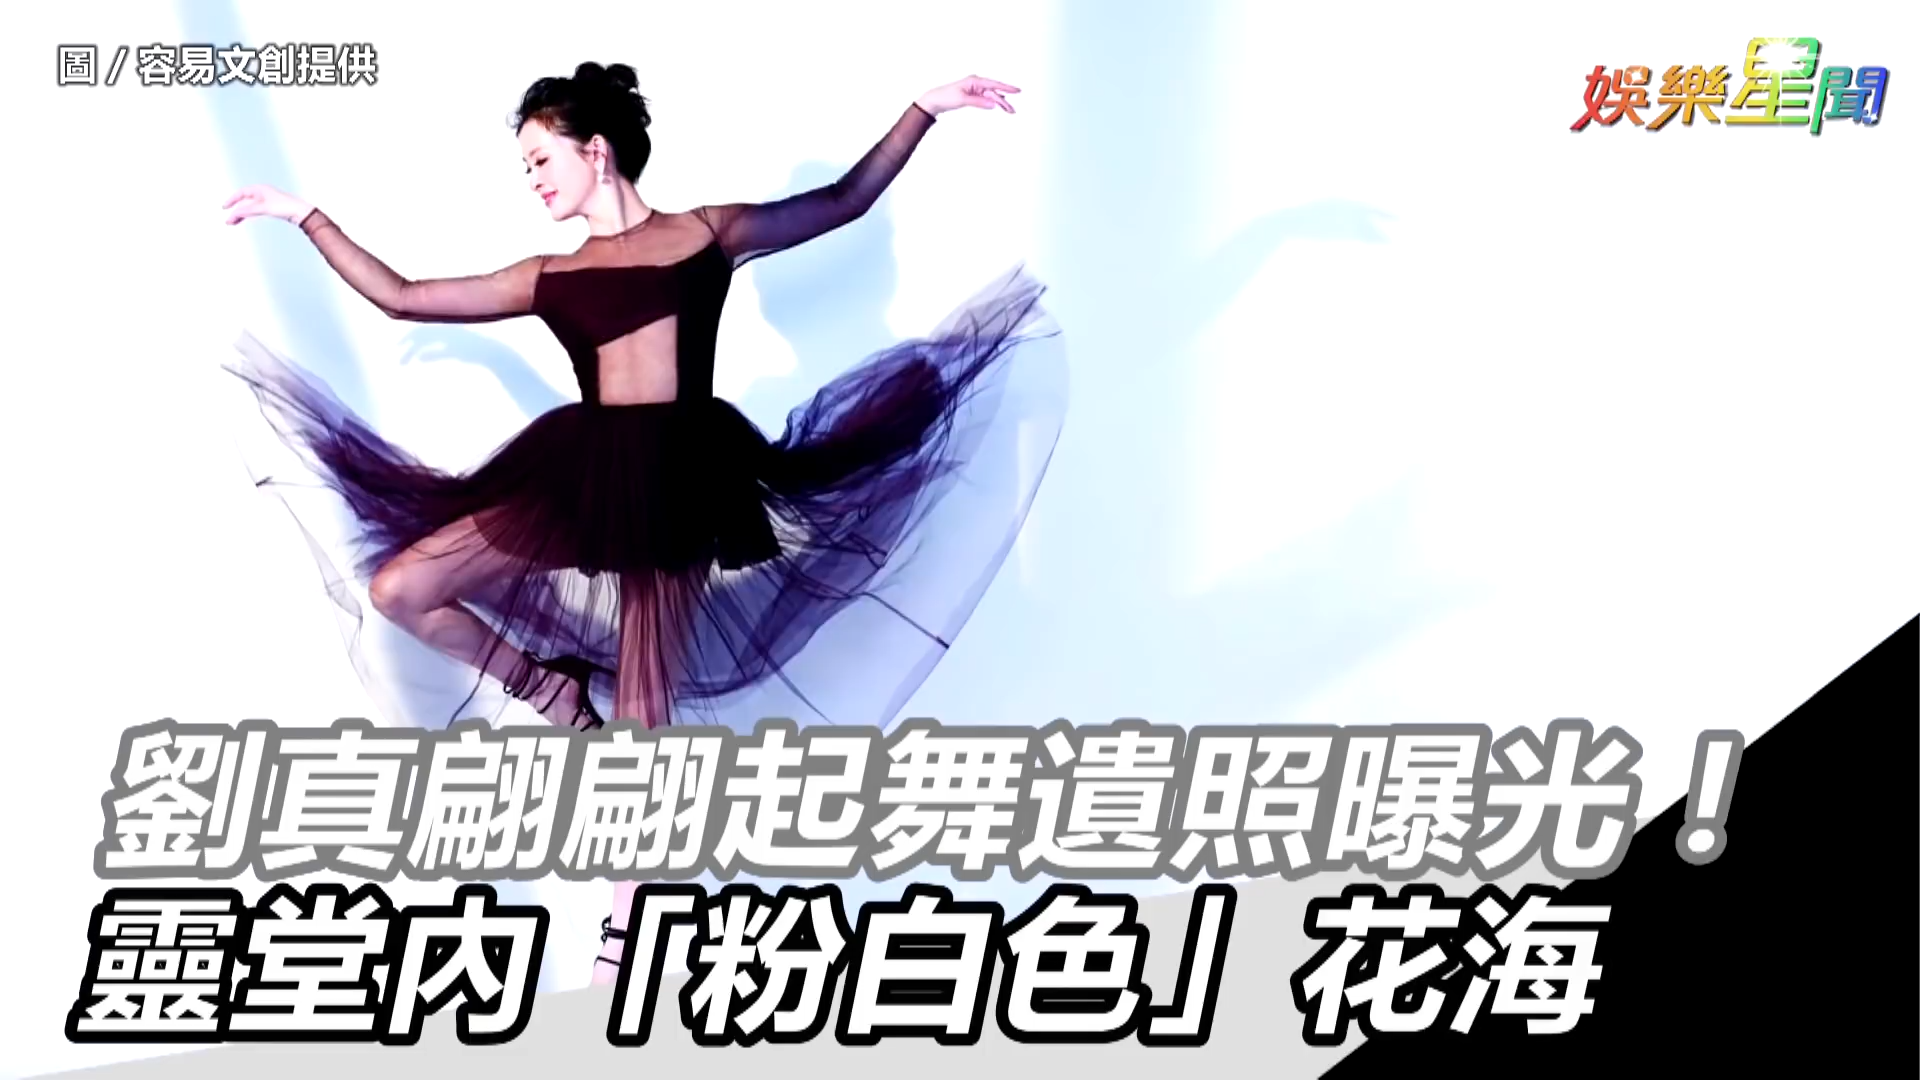 圖/容易文創提供
娛樂星聞
劉真翩翩起舞遺照曝光!
靈堂內「粉白色」花海